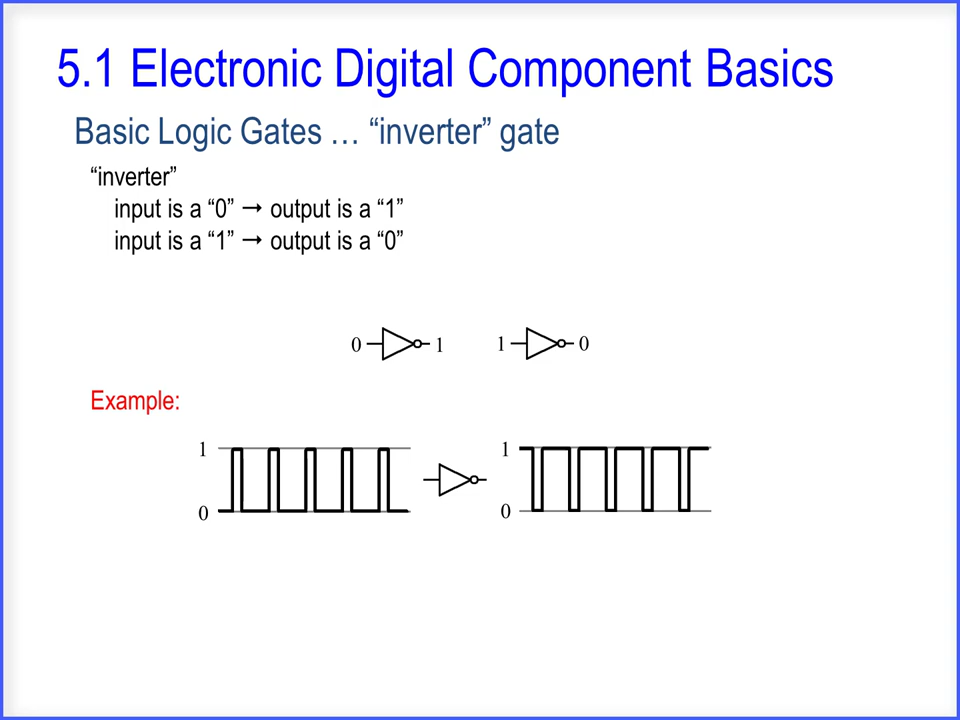 5.1 Electronic Digital Component Basics
Basic Logic Gates … “inverter” gate
“inverter”
input is a “0” → output is a “1”
input is a “1” → output is a “0”
0 1 1 0
Example:
1 1
0 0